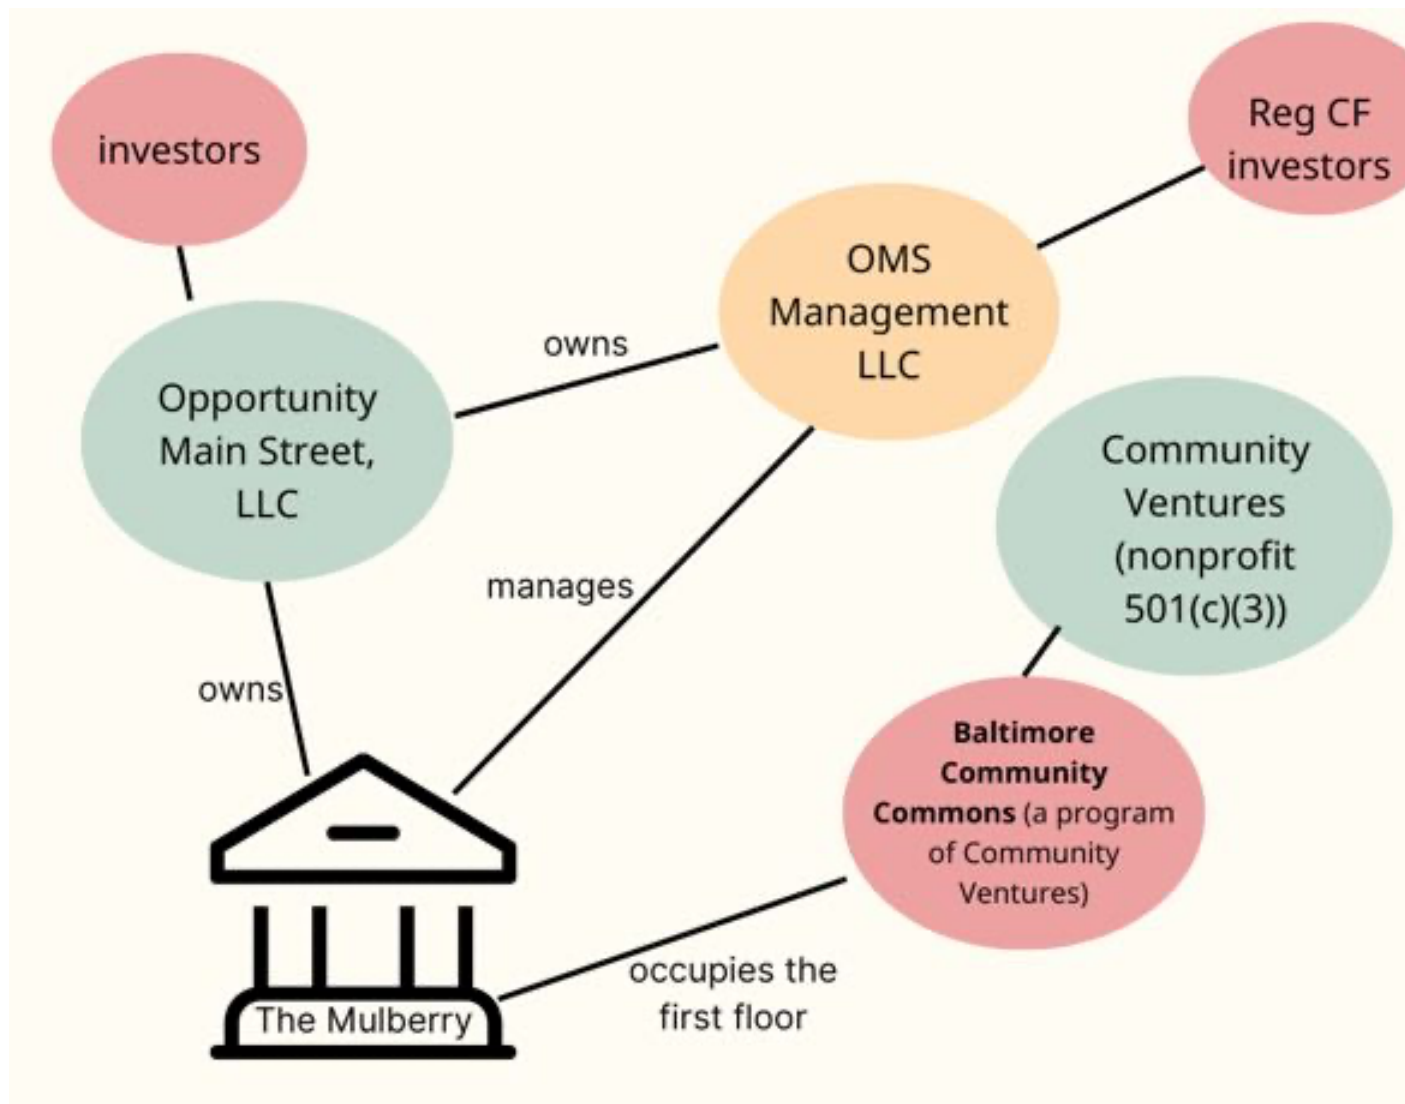 investors
Reg CF
investors
OMS
Management
LLC
owns
Opportunity
Main Street,
LLC
Community
Ventures
(nonprofit
501(c)(3))
manages
owns
Baltimore
Community
Commons (a program
of Community
Ventures)
occupies the
first floor
The Mulberry